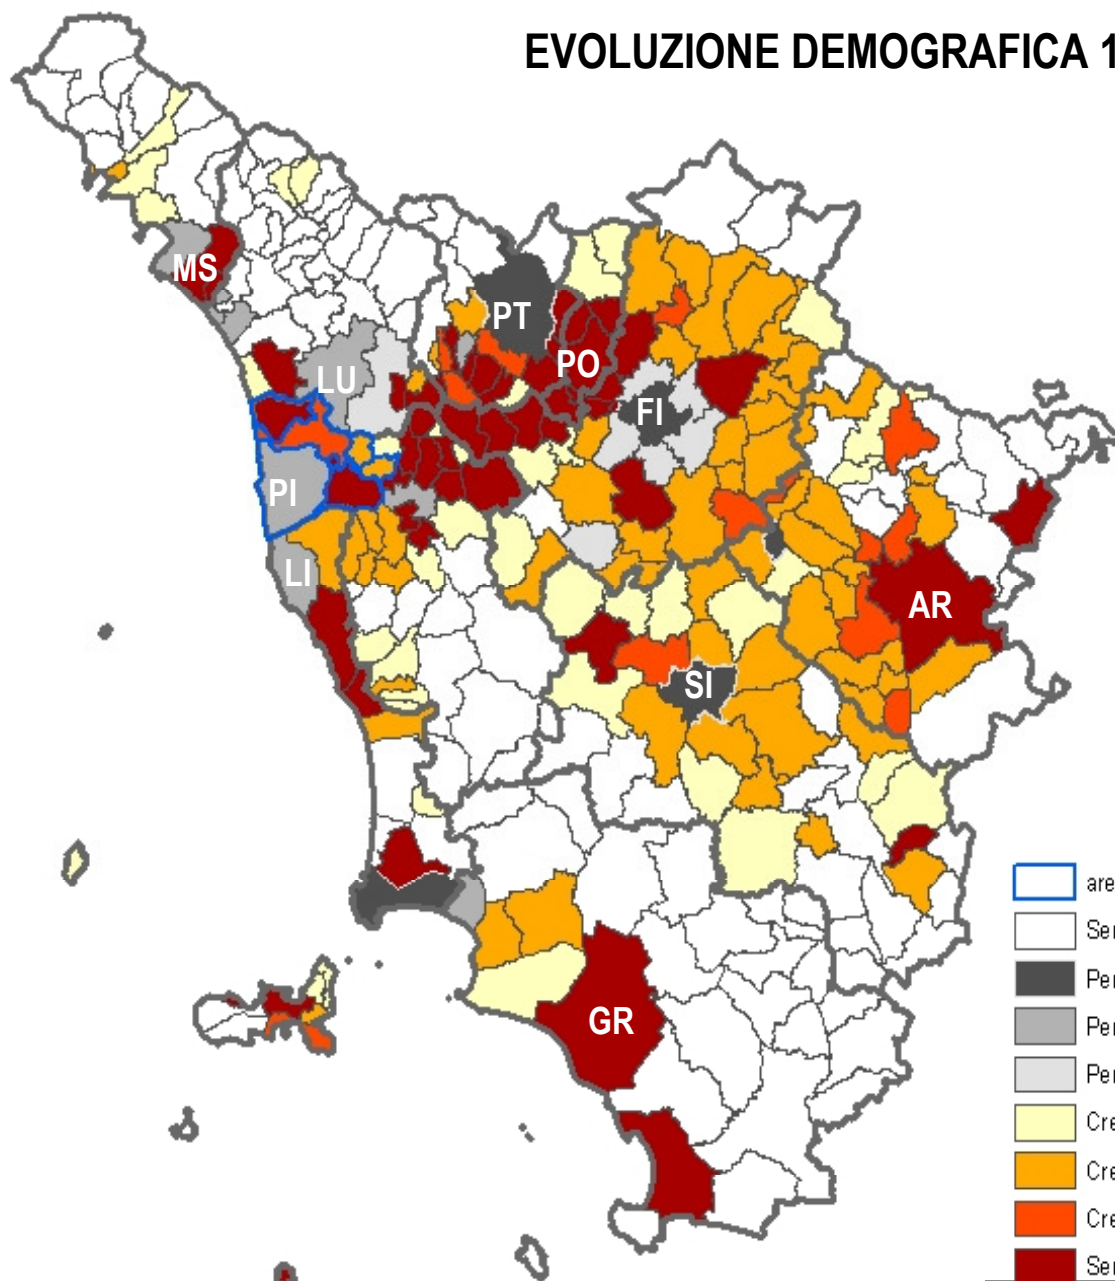 EVOLUZIONE DEMOGRAFICA 1
MS
PT
PO
LU
FI
PI
LI
AR
SI
GR
are
Ser
Per
Per
Per
Cre
Cre
Cre
Ser